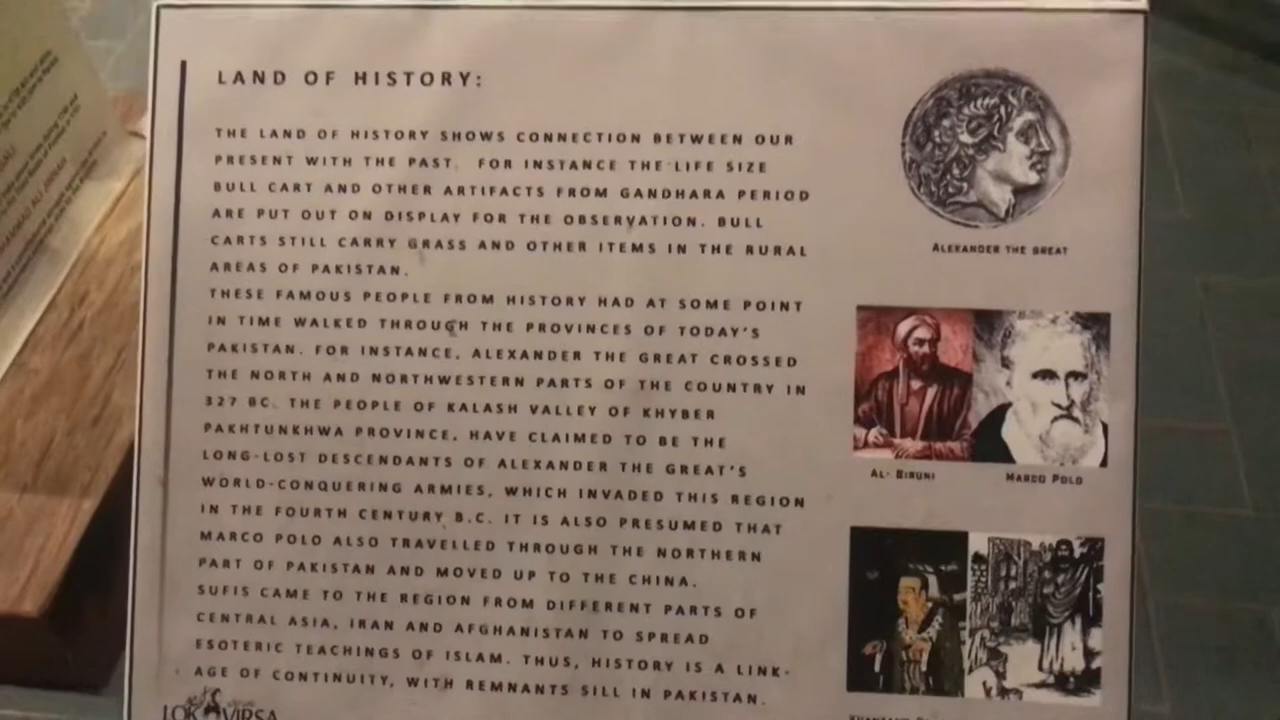 LAND OF HISTORY:
THE LAND OF HISTORY SHOWS CONNECTION BETWEEN OUR
PRESENT WITH THE PAST. FOR INSTANCE THE LIFE SIZE
BULL CART AND OTHER ARTIFACTS FROM GANDHARA PERIOD
ARE PUT OUT ON DISPLAY FOR THE OBSERVATION. BULL
CARTS STILL CARRY GRASS AND OTHER ITEMS IN THE RURAL
AREAS OF PAKISTAN.
THESE FAMOUS PEOPLE FROM HISTORY HAD AT SOME POINT
IN TIME WALKED THROUGH THE PROVINCES OF TODAY'S
PAKISTAN. FOR INSTANCE, ALEXANDER THE GREAT CROSSED
THE NORTH AND NORTHWESTERN PARTS OF THE COUNTRY IN
327 BC. THE PEOPLE OF KALASH VALLEY OF KHYBER
PAKHTUNKHWA PROVINCE, HAVE CLAIMED TO BE THE
LONG-LOST DESCENDANTS OF ALEXANDER THE GREAT'S
WORLD-CONQUERING ARMIES, WHICH INVADED THIS REGION
IN THE FOURTH CENTURY B.C. IT IS ALSO PRESUMED THAT
MARCO POLO ALSO TRAVELLED THROUGH THE NORTHERN
PART OF PAKISTAN AND MOVED UP TO THE CHINA.
SUFIS CAME TO THE REGION FROM DIFFERENT PARTS OF
CENTRAL ASIA, IRAN AND AFGHANISTAN TO SPREAD
ESOTERIC TEACHINGS OF ISLAM. THUS, HISTORY IS A LINK-
AGE OF CONTINUITY, WITH REMNANTS SILL IN PAKISTAN.
LOK VIRSA
ALEXANDER THE GREAT
AL- BIRUNI
MARCO POLO